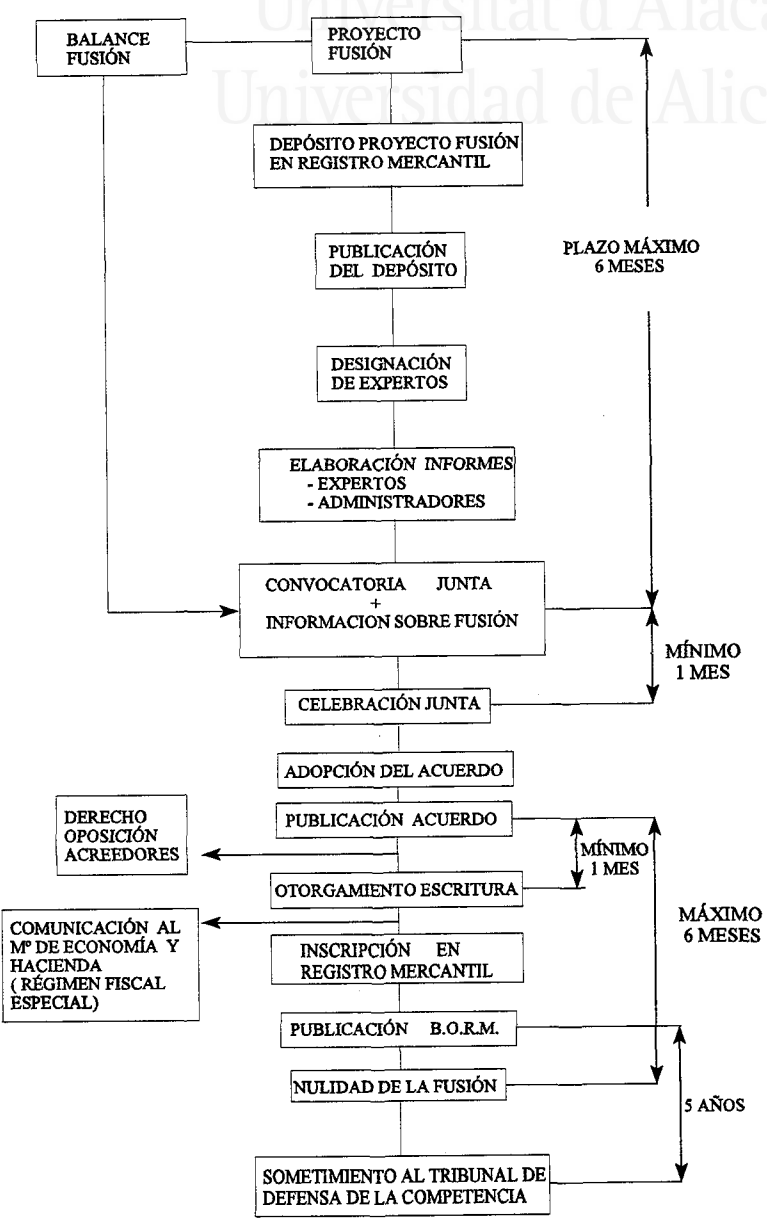 Universitat d'Alaca
Universidad de Alic
BALANCE
FUSIÓN
PROYECTO
FUSIÓN
DEPÓSITO PROYECTO FUSIÓN
EN REGISTRO MERCANTIL
PUBLICACIÓN
DEL DEPÓSITO
PLAZO MÁXIMO
6 MESES
DESIGNACIÓN
DE EXPERTOS
ELABORACIÓN INFORMES
- EXPERTOS
- ADMINISTRADORES
CONVOCATORIA JUNTA
+
INFORMACION SOBRE FUSIÓN
MÍNIMO
1 MES
CELEBRACIÓN JUNTA
ADOPCIÓN DEL ACUERDO
PUBLICACIÓN ACUERDO
DERECHO
OPOSICIÓN
ACREEDORES
MÍNIMO
1 MES
OTORGAMIENTO ESCRITURA
MÁXIMO
6 MESES
COMUNICACIÓN AL
Mº DE ECONOMÍA Y
HACIENDA
( RÉGIMEN FISCAL
ESPECIAL)
INSCRIPCIÓN EN
REGISTRO MERCANTIL
PUBLICACIÓN B.O.R.M.
NULIDAD DE LA FUSIÓN
5 AÑOS
SOMETIMIENTO AL TRIBUNAL DE
DEFENSA DE LA COMPETENCIA